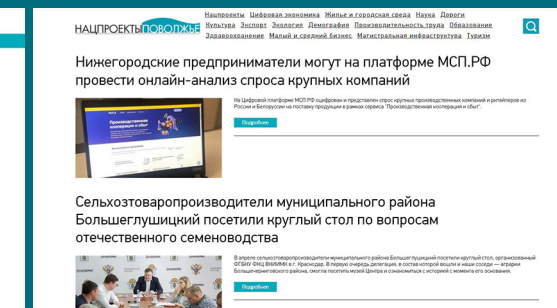 Нацпроекты Цифровая экономика Жилье и городская среда Наука Дороги
НАЦПРОЕКТЫ ПОВОЛЖЬЕ
Культура Экспорт Экология Демография Производительность труда Образование
Здравоохранение Малый и средний бизнес Магистральная инфраструктура Туризм
Нижегородские предприниматели могут на платформе МСП.РФ
провести онлайн-анализ спроса крупных компаний
На Цифровой платформе МСП.РФ оцифрован и представлен спрос крупных производственных компаний и ритейлеров из
России и Белоруссии на поставку продукции в рамках сервиса "Производственная кооперация и сбыт".
Производственная
кооперация и сбыт
Подробнее
Сельхозтоваропроизводители муниципального района
Большеглушицкий посетили круглый стол по вопросам
отечественного семеноводства
В апреле сельхозтоваропроизводители муниципального района Большеглушицкий посетили круглый стол, организованный
ФГБНУ ФНЦ ВНИИМК в г. Краснодар. В первую очередь делегация, в состав которой вошли и наши соседи — аграрии
Большечерниговского района, смогла посетить музей Центра и ознакомиться с историей с момента его основания.
Подробнее